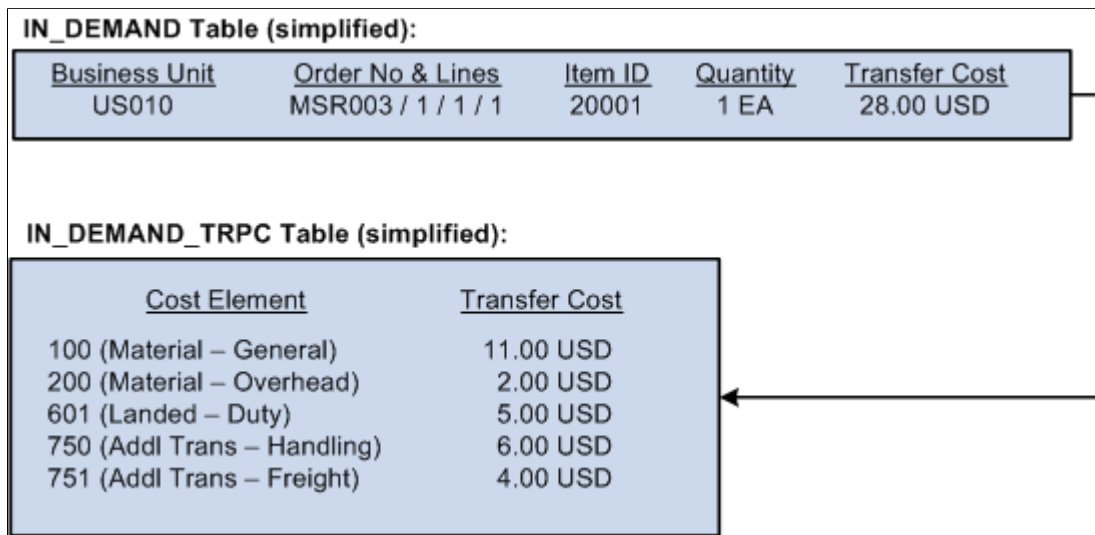 IN_DEMAND Table (simplified):
Business Unit Order No & Lines Item ID Quantity Transfer Cost
US010 MSR003 / 1 / 1 / 1 20001 1 EA 28.00 USD
IN_DEMAND_TRPC Table (simplified):
Cost Element Transfer Cost
100 (Material – General) 11.00 USD
200 (Material – Overhead) 2.00 USD
601 (Landed – Duty) 5.00 USD
750 (Addl Trans – Handling) 6.00 USD
751 (Addl Trans – Freight) 4.00 USD